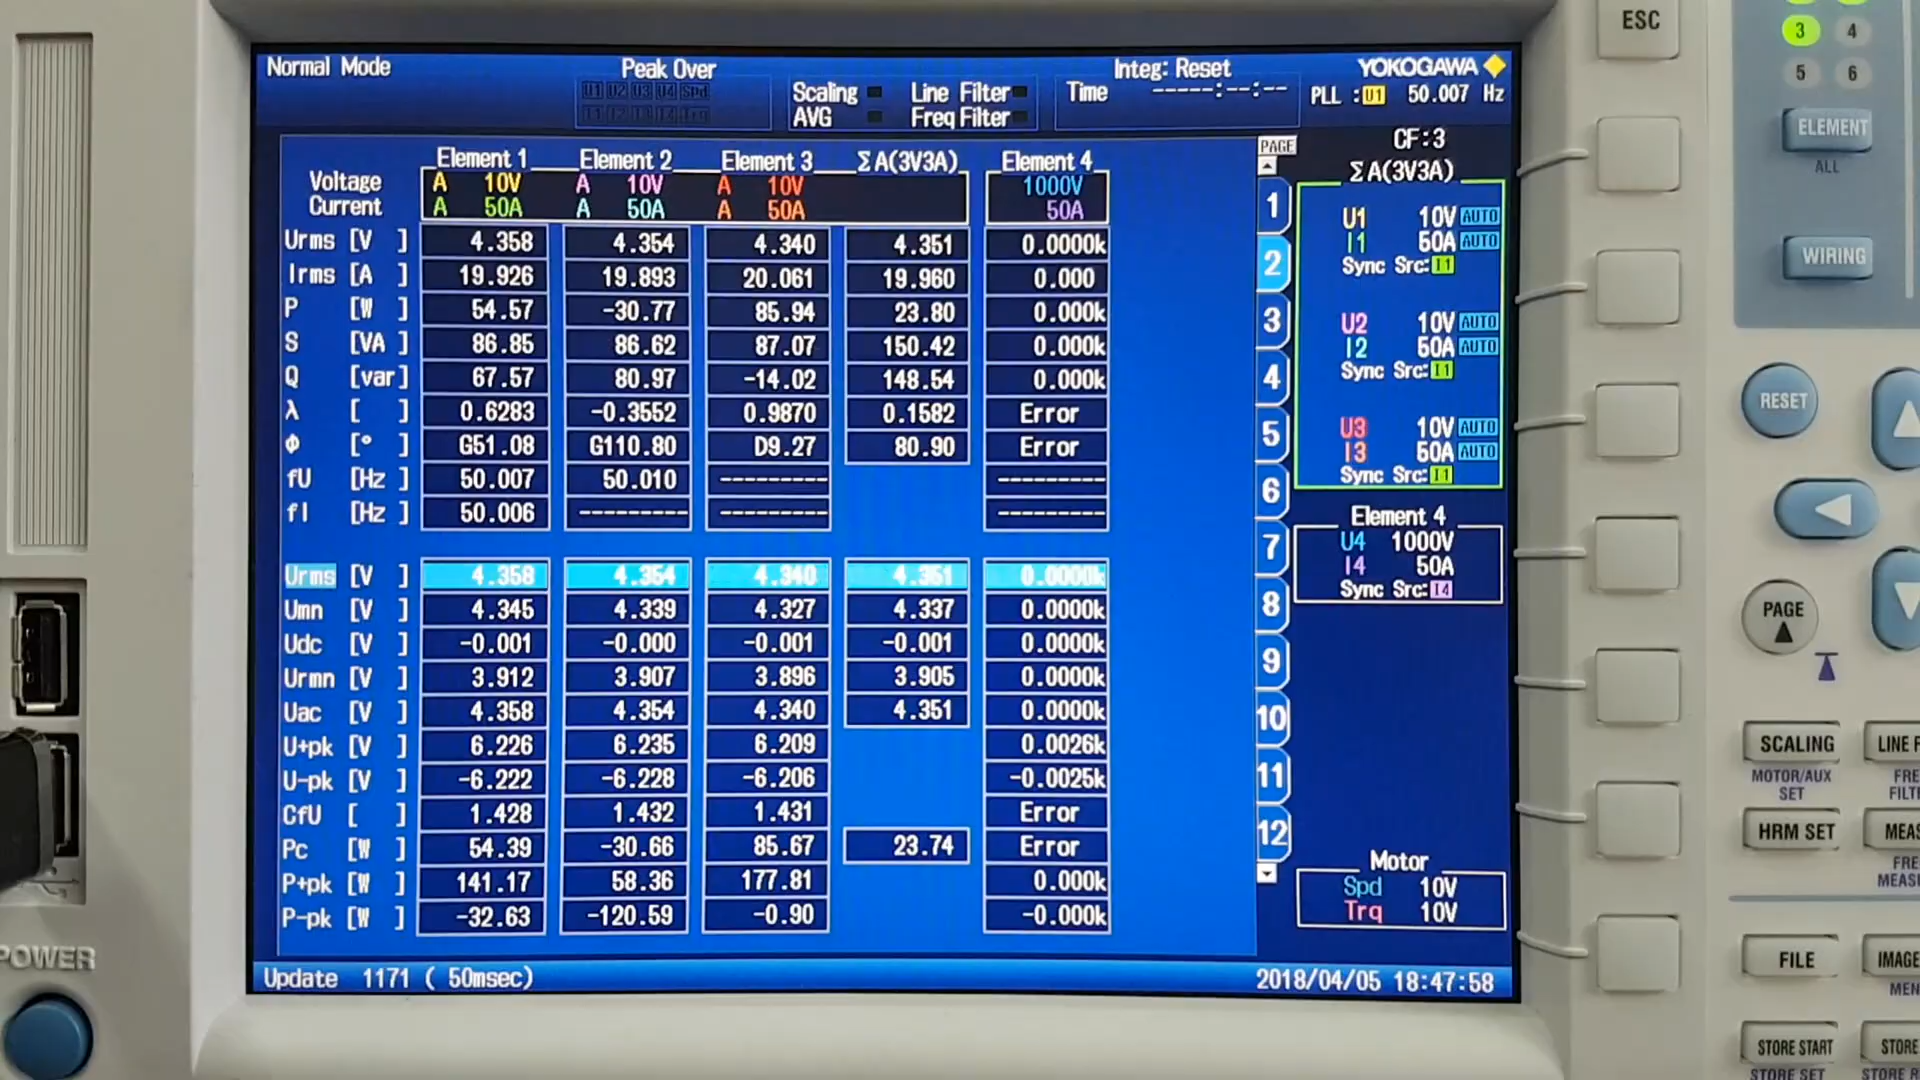 Normal Mode
Peak Over
U1 U2 U3 U4 Spd
I1 I2 I3 I4 Trq
Scaling
AVG
Line Filter
Freq Filter
Integ: Reset
Time -----:--:--
YOKOGAWA
PLL : U1 50.007 Hz
Element 1 Element 2 Element 3 ΣA(3V3A) Element 4
Voltage A 10V A 10V A 10V 1000V
Current A 50A A 50A A 50A 50A
Urms [V ] 4.358 4.354 4.340 4.351 0.0000k
Irms [A ] 19.926 19.893 20.061 19.960 0.000
P [W ] 54.57 -30.77 85.94 23.80 0.000k
S [VA ] 86.85 86.62 87.07 150.42 0.000k
Q [var] 67.57 80.97 -14.02 148.54 0.000k
λ [ ] 0.6283 -0.3552 0.9870 0.1582 Error
Φ [° ] G51.08 G110.80 D9.27 80.90 Error
fU [Hz ] 50.007 50.010 --------- ---------
fI [Hz ] 50.006 --------- --------- ---------
Urms [V ] 4.358 4.354 4.340 4.351 0.0000k
Umn [V ] 4.345 4.339 4.327 4.337 0.0000k
Udc [V ] -0.001 -0.000 -0.001 -0.001 0.0000k
Urmn [V ] 3.912 3.907 3.896 3.905 0.0000k
Uac [V ] 4.358 4.354 4.340 4.351 0.0000k
U+pk [V ] 6.226 6.235 6.209 0.0026k
U-pk [V ] -6.222 -6.228 -6.206 -0.0025k
CfU [ ] 1.428 1.432 1.431 Error
Pc [W ] 54.39 -30.66 85.67 23.74 Error
P+pk [W ] 141.17 58.36 177.81 0.000k
P-pk [W ] -32.63 -120.59 -0.90 -0.000k
Update 1171 ( 50msec)
2018/04/05 18:47:58
PAGE
1
2
3
4
5
6
7
8
9
10
11
12
CF:3
ΣA(3V3A)
U1 10V AUTO
I1 50A AUTO
Sync Src: I1
U2 10V AUTO
I2 50A AUTO
Sync Src: I1
U3 10V AUTO
I3 50A AUTO
Sync Src: I1
Element 4
U4 1000V
I4 50A
Sync Src: I4
Motor
Spd 10V
Trq 10V
POWER
ESC
3 4
5 6
ELEMENT
ALL
WIRING
RESET
PAGE
SCALING
MOTOR/AUX
SET
HRM SET
FILE
IMAGE
STORE START
STORE SET
STORE